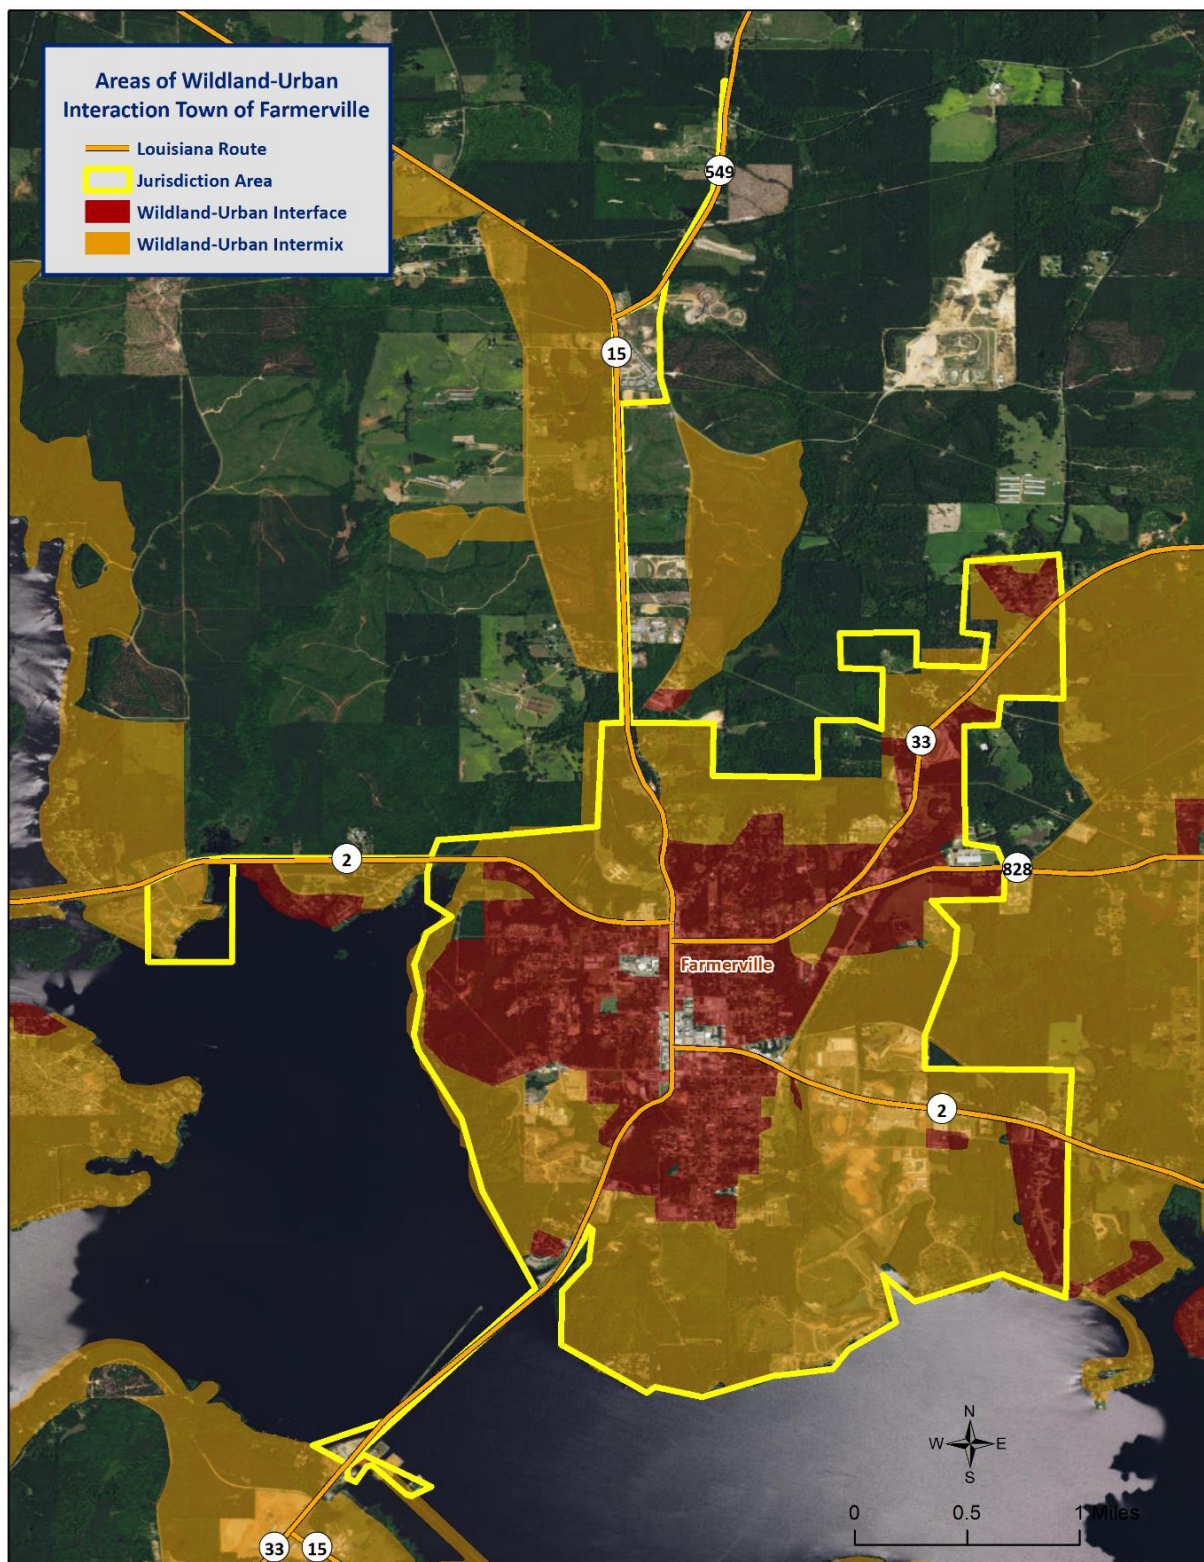 Areas of Wildland-Urban
Interaction Town of Farmerville
Louisiana Route
Jurisdiction Area
Wildland-Urban Interface
Wildland-Urban Intermix
549
15
33
2
828
Farmerville
2
N
W E
S
0 0.5 1 Miles
33 15